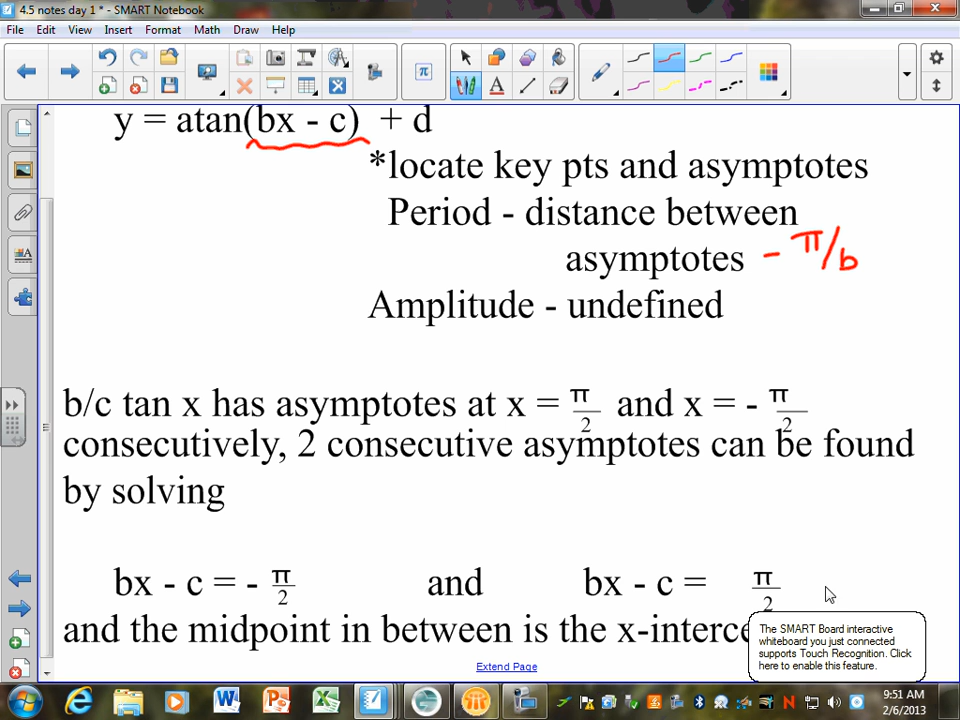 4.5 notes day 1 * - SMART Notebook
File Edit View Insert Format Math Draw Help
y = atan(bx - c) + d
*locate key pts and asymptotes
Period - distance between
asymptotes - π/b
Amplitude - undefined
b/c tan x has asymptotes at x = π/2 and x = - π/2
consecutively, 2 consecutive asymptotes can be found
by solving
bx - c = - π/2 and bx - c = π/2
and the midpoint in between is the x-interce
The SMART Board interactive
whiteboard you just connected
supports Touch Recognition. Click
here to enable this feature.
Extend Page
9:51 AM
2/6/2013